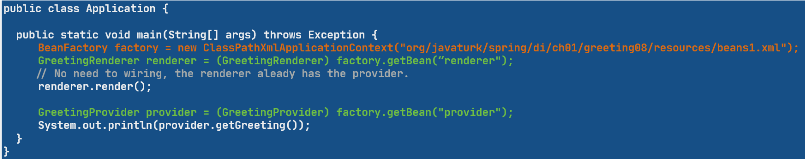 public class Application {
public static void main(String[] args) throws Exception {
BeanFactory factory = new ClassPathXmlApplicationContext("org/javaturk/spring/di/ch01/greeting08/resources/beans1.xml");
GreetingRenderer renderer = (GreetingRenderer) factory.getBean(”renderer");
// No need to wiring, the renderer aleady has the provider.
renderer.render();
GreetingProvider provider = (GreetingProvider) factory.getBean("provider");
System.out.println(provider.getGreeting());
}
}